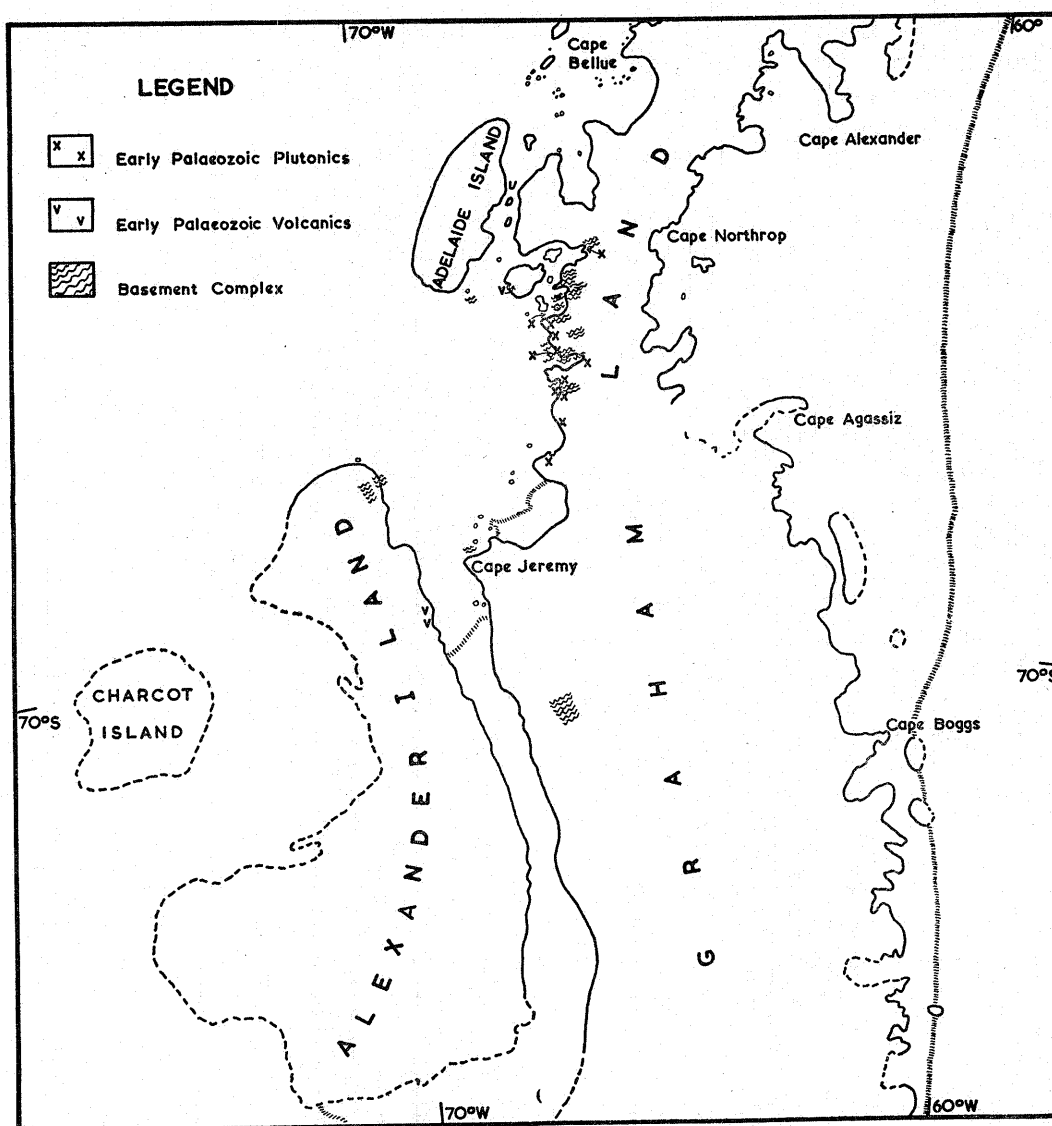 70°W
60°
LEGEND
x x Early Palaeozoic Plutonics
v v Early Palaeozoic Volcanics
Basement Complex
Cape
Bellue
Cape Alexander
ADELAIDE ISLAND
Cape Northrop
Cape Agassiz
Cape Jeremy
GRAHAM LAND
ALEXANDER ILAND
CHARCOT
ISLAND
70°S
70°S
Cape Boggs
70°W
60°W